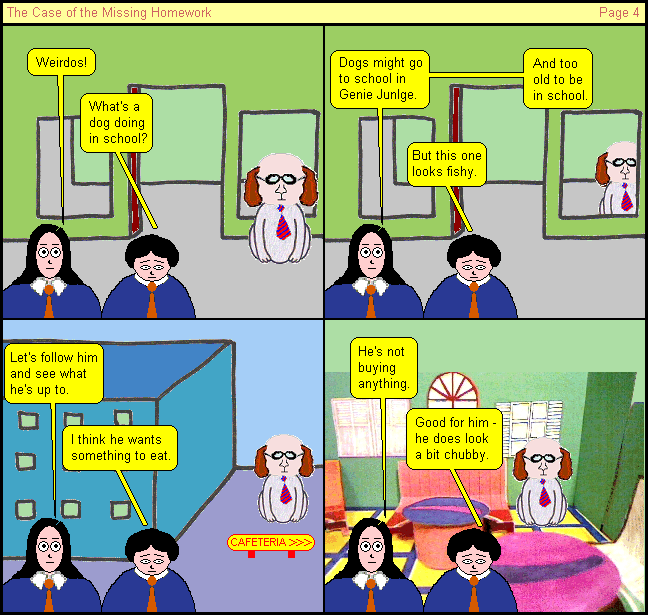 The Case of the Missing Homework
Page 4
Weirdos!
What's a
dog doing
in school?
Dogs might go
to school in
Genie Junlge.
And too
old to be
in school.
But this one
looks fishy.
Let's follow him
and see what
he's up to.
I think he wants
something to eat.
CAFETERIA >>>
He's not
buying
anything.
Good for him -
he does look
a bit chubby.